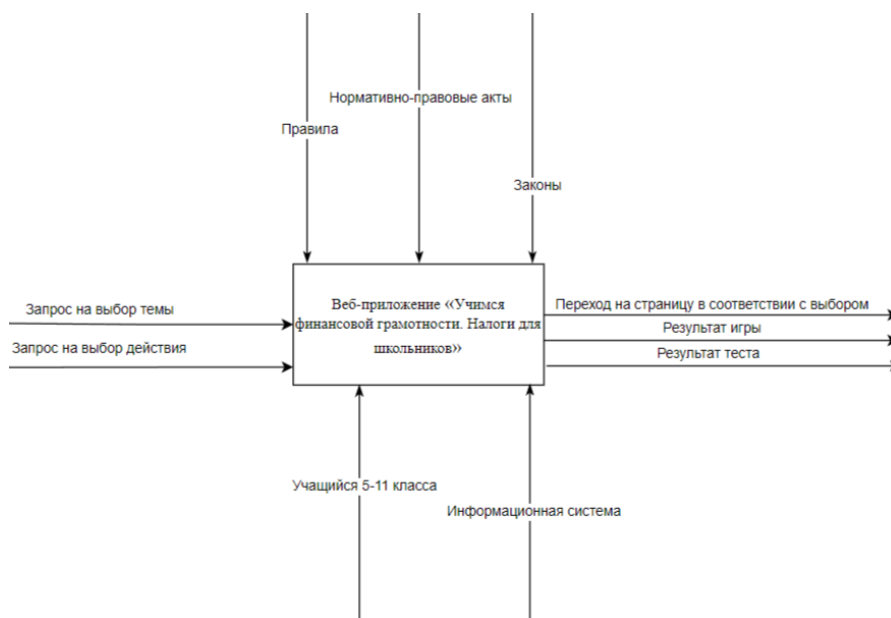 Нормативно-правовые акты
Правила
Законы
Запрос на выбор темы
Запрос на выбор действия
Веб-приложение «Учимся
финансовой грамотности. Налоги для
школьников»
Переход на страницу в соответствии с выбором
Результат игры
Результат теста
Учащийся 5-11 класса
Информационная система